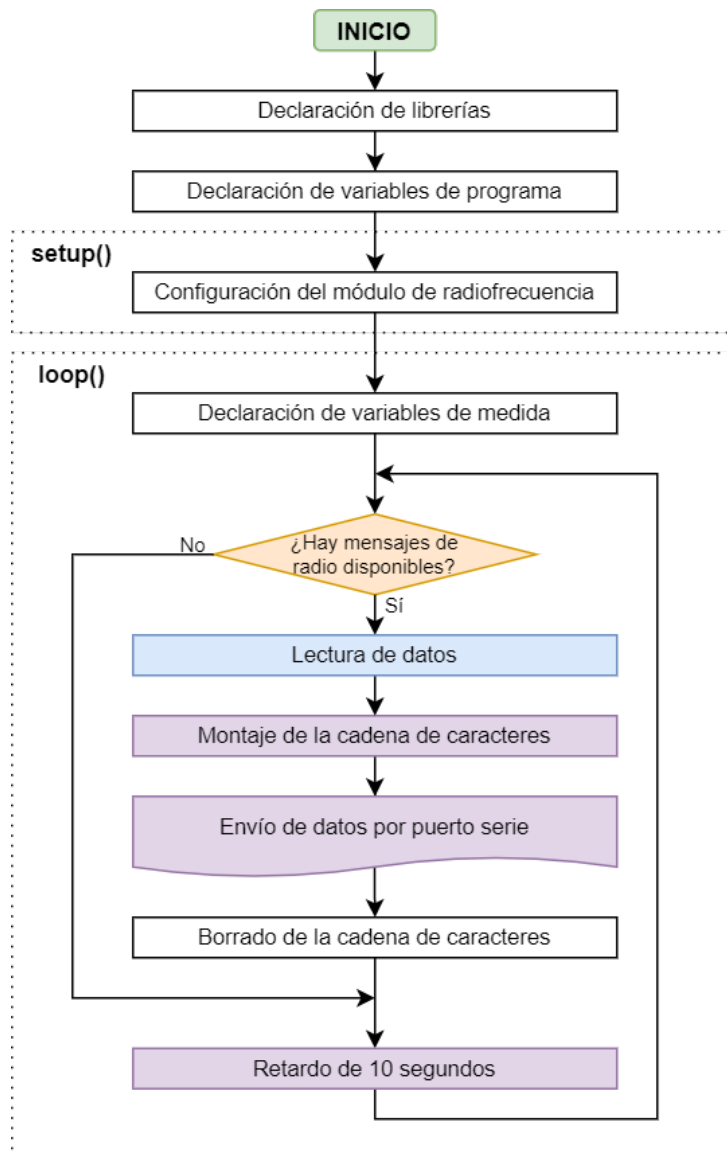 INICIO
Declaración de librerías
Declaración de variables de programa
setup()
Configuración del módulo de radiofrecuencia
loop()
Declaración de variables de medida
¿Hay mensajes de
radio disponibles?
No
Sí
Lectura de datos
Montaje de la cadena de caracteres
Envío de datos por puerto serie
Borrado de la cadena de caracteres
Retardo de 10 segundos